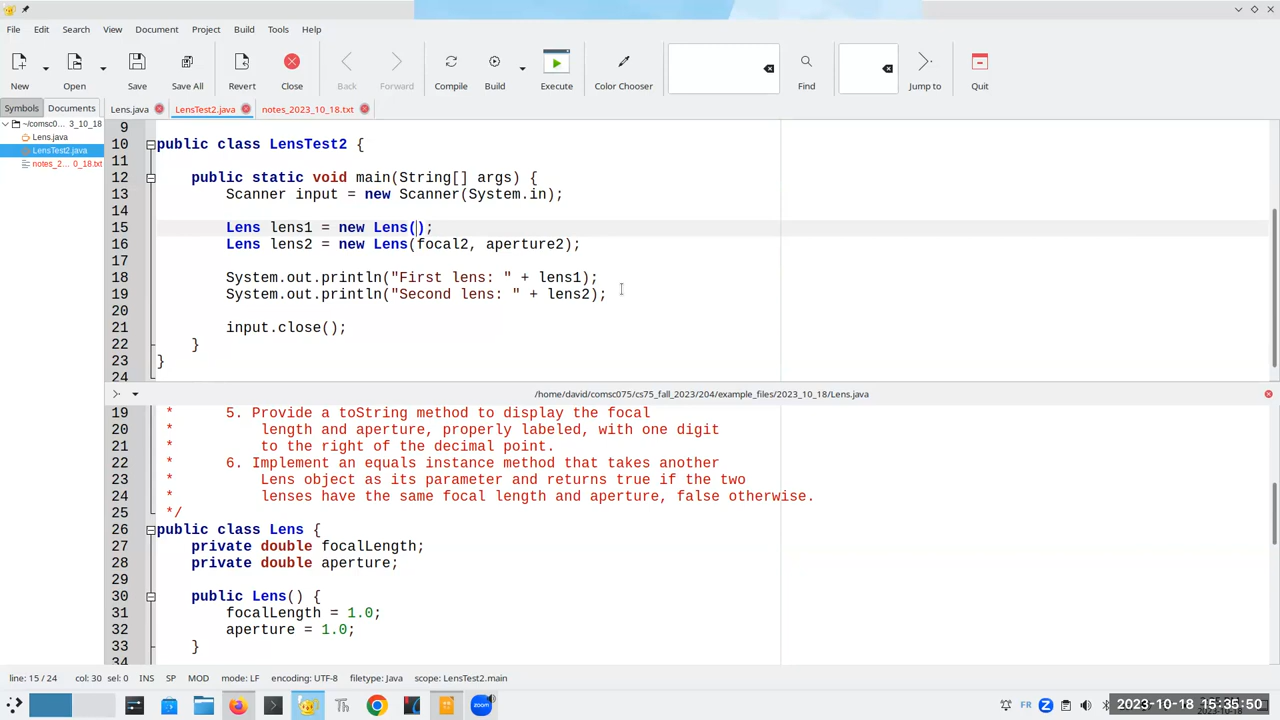 File Edit Search View Document Project Build Tools Help
New Open Save Save All Revert Close Back Forward Compile Build Execute Color Chooser Find Jump to Quit
Symbols Documents Lens.java LensTest2.java notes_2023_10_18.txt
~/comsc0… 3_10_18
Lens.java
LensTest2.java
notes_2… 0_18.txt
9
10 public class LensTest2 {
11
12 public static void main(String[] args) {
13 Scanner input = new Scanner(System.in);
14
15 Lens lens1 = new Lens();
16 Lens lens2 = new Lens(focal2, aperture2);
17
18 System.out.println("First lens: " + lens1);
19 System.out.println("Second lens: " + lens2);
20
21 input.close();
22 }
23 }
24
/home/david/comsc075/cs75_fall_2023/204/example_files/2023_10_18/Lens.java
19 * 5. Provide a toString method to display the focal
20 * length and aperture, properly labeled, with one digit
21 * to the right of the decimal point.
22 * 6. Implement an equals instance method that takes another
23 * Lens object as its parameter and returns true if the two
24 * lenses have the same focal length and aperture, false otherwise.
25 */
26 public class Lens {
27 private double focalLength;
28 private double aperture;
29
30 public Lens() {
31 focalLength = 1.0;
32 aperture = 1.0;
33 }
34
line: 15 / 24 col: 30 sel: 0 INS SP MOD mode: LF encoding: UTF-8 filetype: Java scope: LensTest2.main
zoom FR 2023-10-18 15:35:50